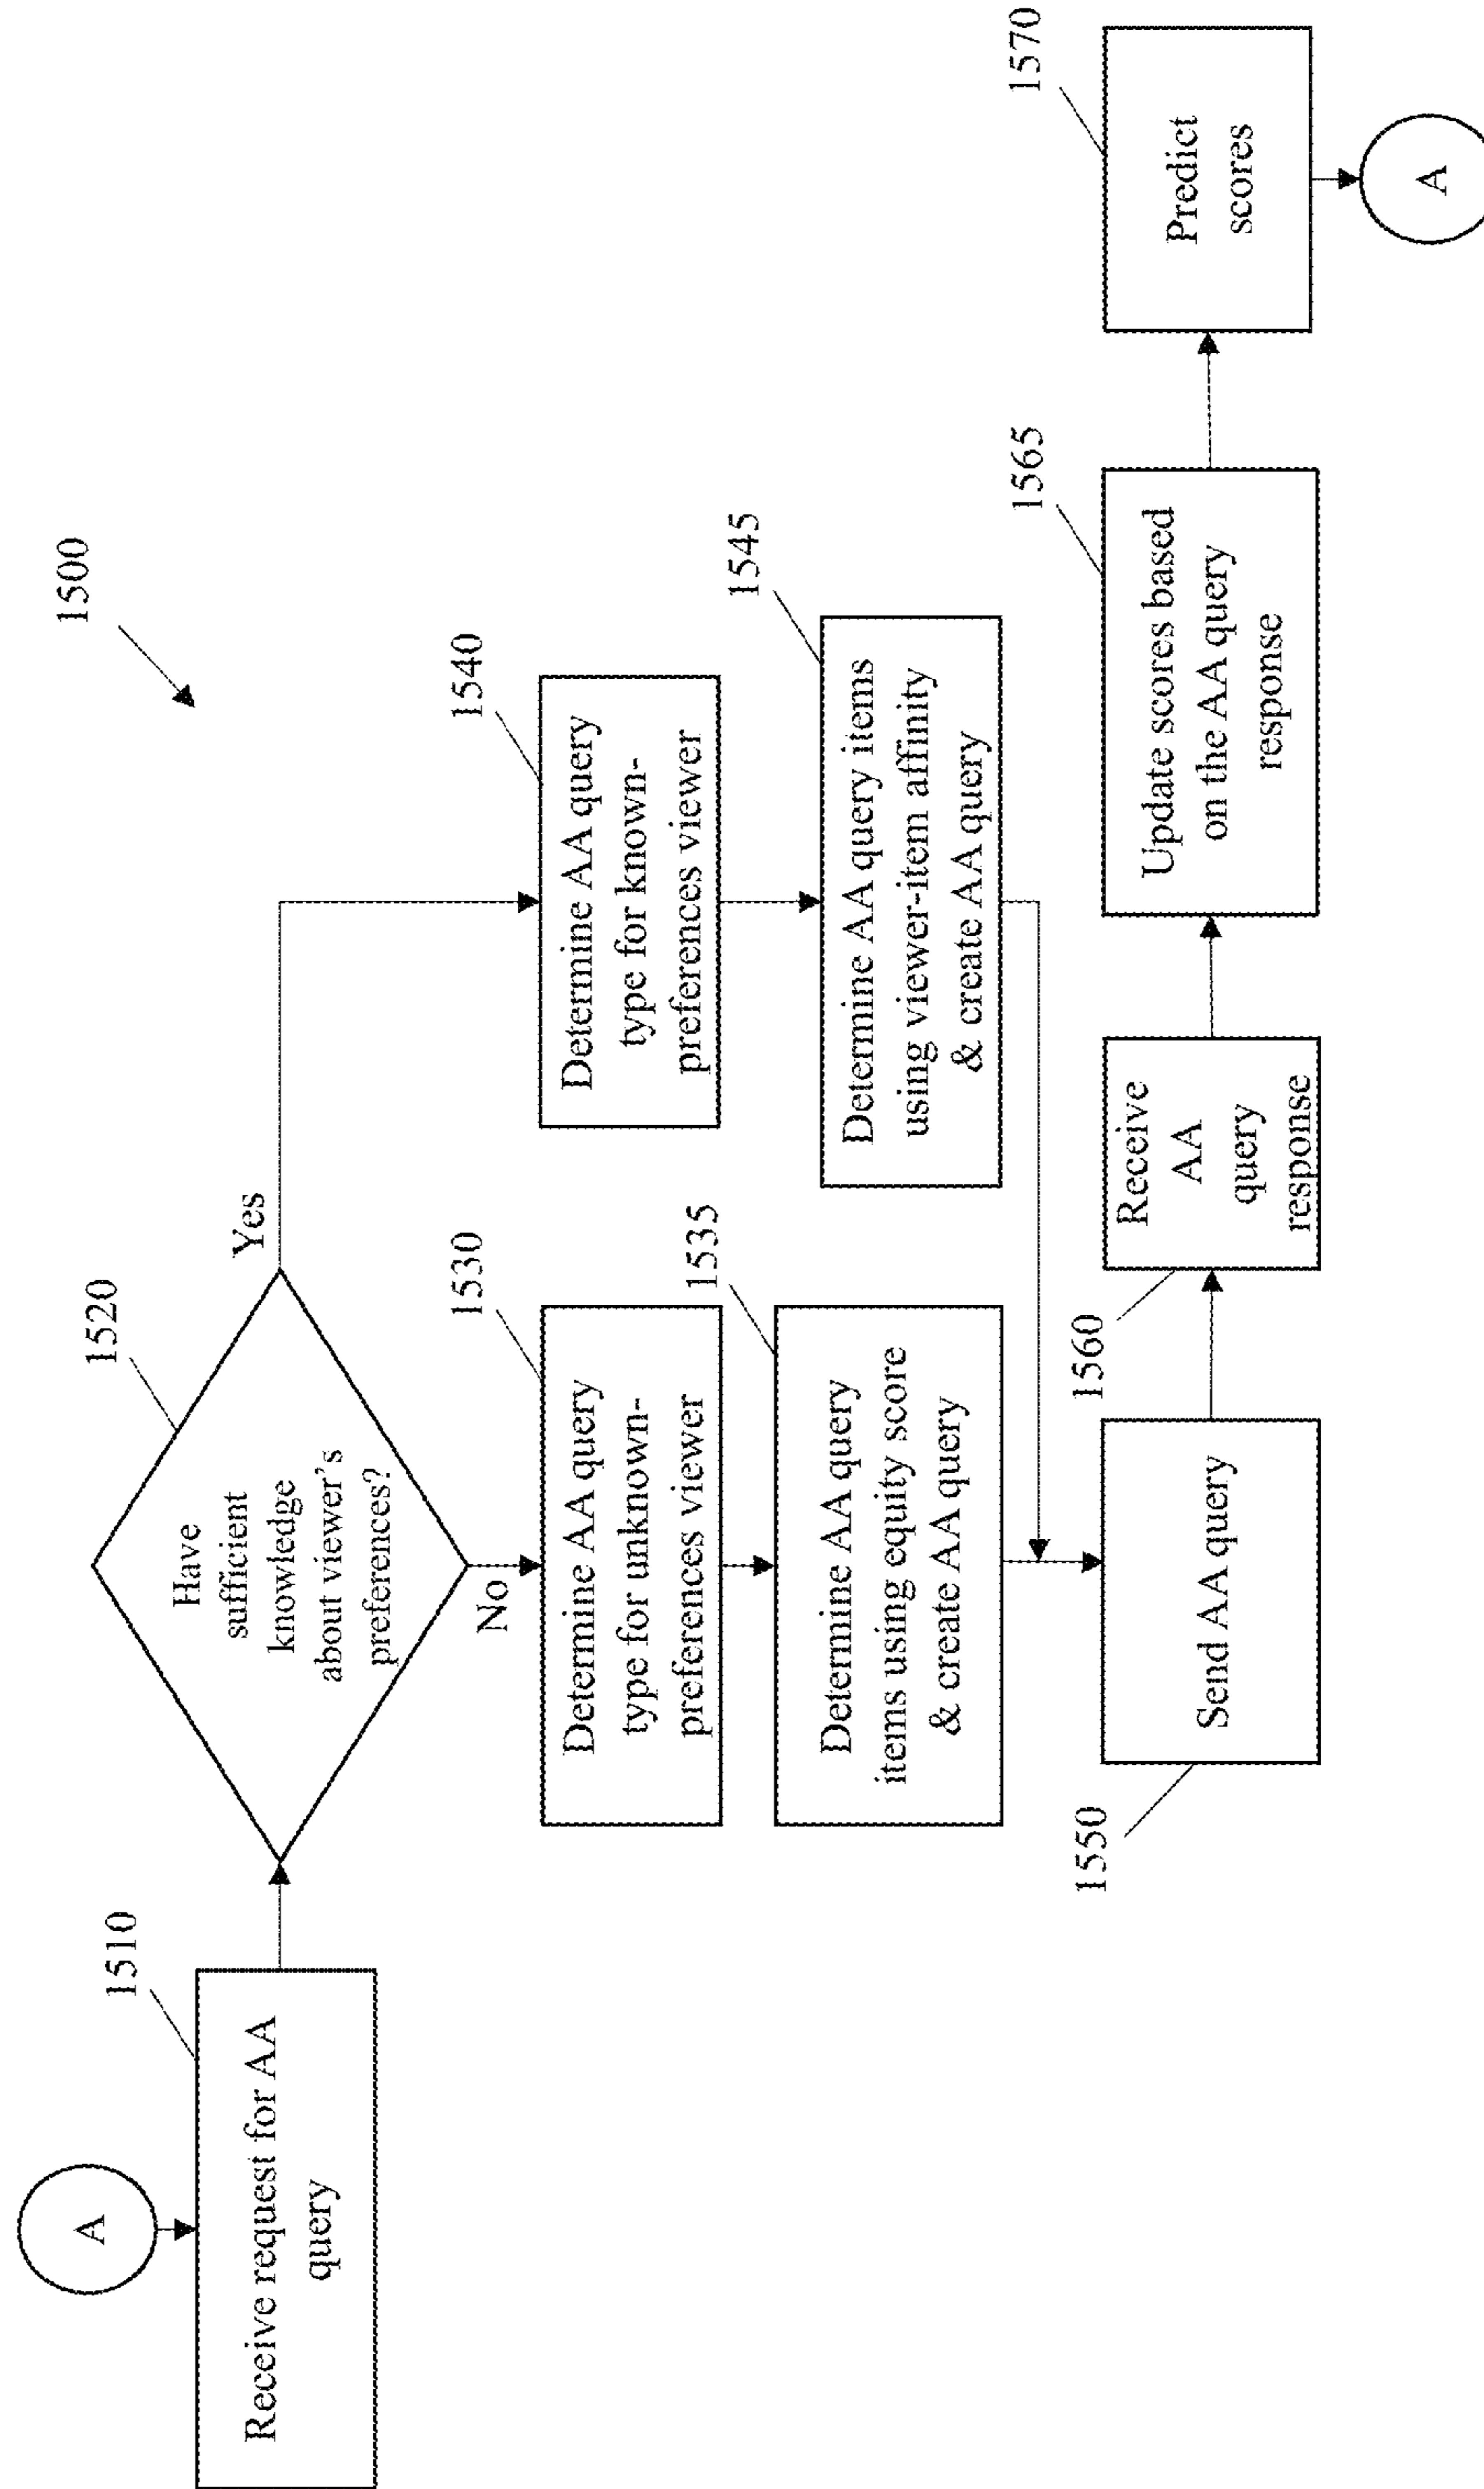 1500
A
1510
Receive request for AA
query
1520
Have
sufficient
knowledge
about viewer's
preferences?
Yes
No
1530
Determine AA query
type for unknown-
preferences viewer
1540
Determine AA query
type for known-
preferences viewer
1535
Determine AA query
items using equity score
& create AA query
1545
Determine AA query items
using viewer-item affinity
& create AA query
1550
Send AA query
1560
Receive
AA
query
response
1565
Update scores based
on the AA query
response
1570
Predict
scores
A